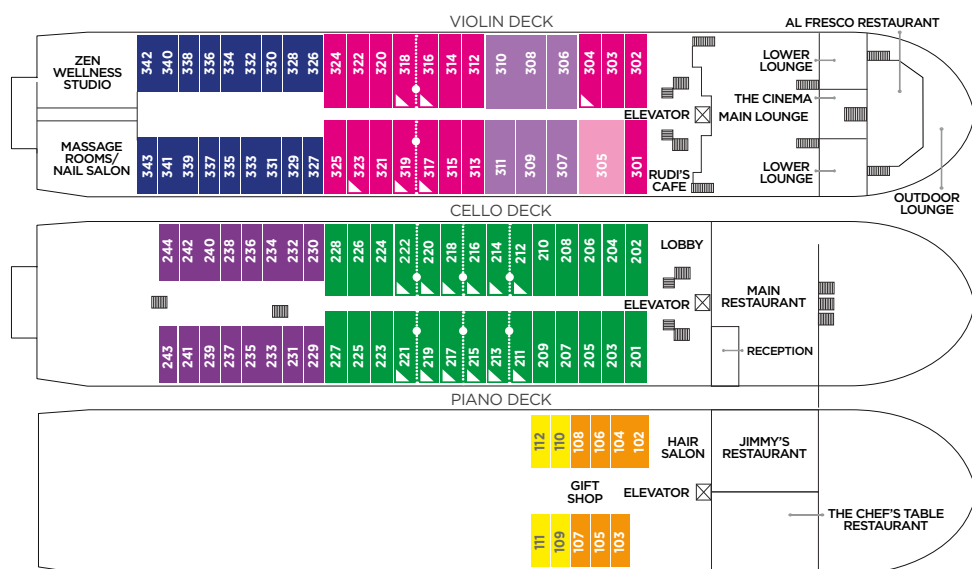 VIOLIN DECK
AL FRESCO RESTAURANT
ZEN
WELLNESS
STUDIO
342 340 338 336 334 332 330 328 326 324 322 320 318 316 314 312 310 308 306 304 303 302
LOWER
LOUNGE
THE CINEMA
ELEVATOR
MAIN LOUNGE
MASSAGE
ROOMS/
NAIL SALON
343 341 339 337 335 333 331 329 327 325 323 321 319 317 315 313 311 309 307 305 301
RUDI'S
CAFE
LOWER
LOUNGE
OUTDOOR
LOUNGE
CELLO DECK
244 242 240 238 236 234 232 230 228 226 224 222 220 218 216 214 212 210 208 206 204 202
LOBBY
ELEVATOR
MAIN
RESTAURANT
243 241 239 237 235 233 231 229 227 225 223 221 219 217 215 213 211 209 207 205 203 201
RECEPTION
PIANO DECK
112 110 108 106 104 102
HAIR
SALON
JIMMY'S
RESTAURANT
GIFT
SHOP
ELEVATOR
111 109 107 105 103
THE CHEF'S TABLE
RESTAURANT